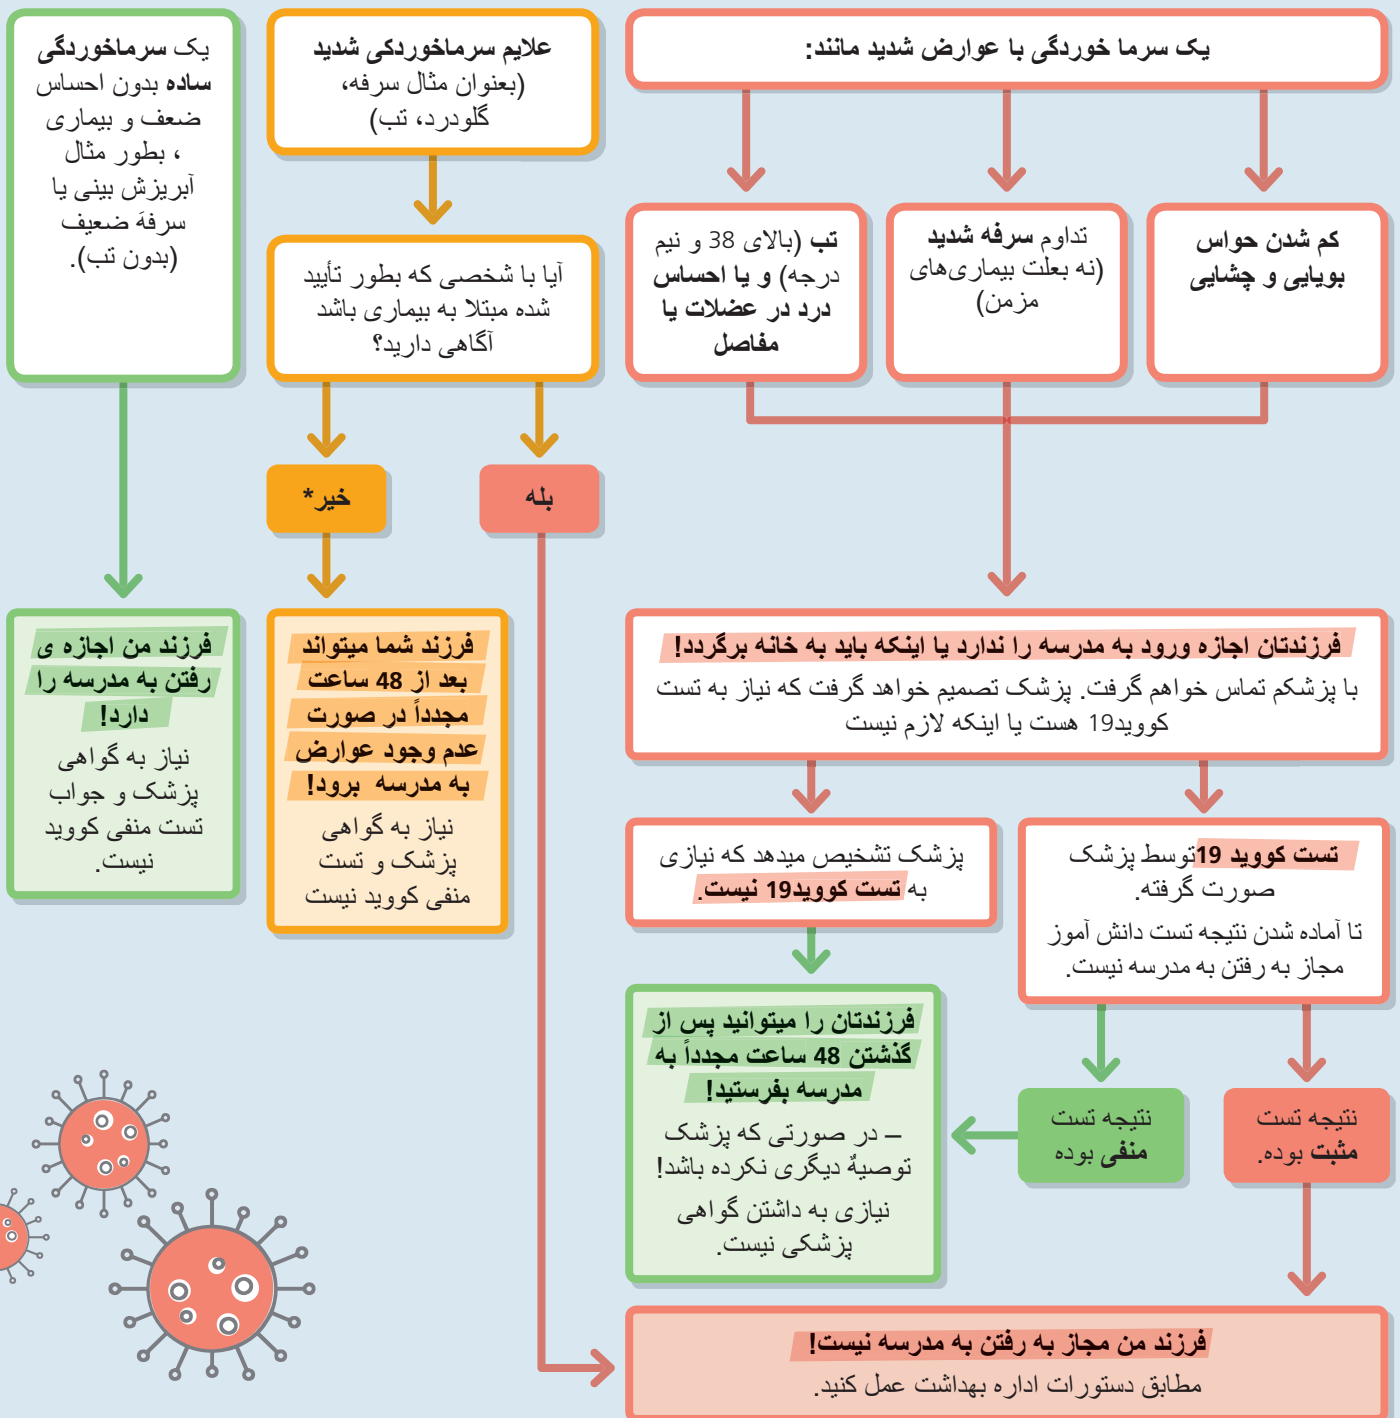 یک سرما خوردگی با عوارض شدید مانند:
کم شدن حواس
بویایی و چشایی
تداوم سرفه شدید
(نه بعلت بیماری‌های
مزمن)
تب (بالای 38 و نیم
درجه) و یا احساس
درد در عضلات یا
مفاصل
فرزندتان اجازه ورود به مدرسه را ندارد یا اینکه باید به خانه برگردد!
با پزشکم تماس خواهم گرفت. پزشک تصمیم خواهد گرفت که نیاز به تست
کووید19 هست یا اینکه لازم نیست
تست کووید 19توسط پزشک
صورت گرفته.
تا آماده شدن نتیجه تست دانش آموز
مجاز به رفتن به مدرسه نیست.
پزشک تشخیص میدهد که نیازی
به تست کووید19 نیست.
نتیجه تست
مثبت بوده.
نتیجه تست
منفی بوده
فرزندتان را میتوانید پس از
گذشتن 48 ساعت مجدداً به
مدرسه بفرستید!
– در صورتی که پزشک
توصیهٔ دیگری نکرده باشد!
نیازی به داشتن گواهی
پزشکی نیست.
فرزند من مجاز به رفتن به مدرسه نیست!
مطابق دستورات اداره بهداشت عمل کنید.
علایم سرماخوردکی شدید
(بعنوان مثال سرفه،
گلودرد، تب)
آیا با شخصی که بطور تأیید
شده مبتلا به بیماری باشد
آگاهی دارید؟
بله
خیر*
فرزند شما میتواند
بعد از 48 ساعت
مجدداً در صورت
عدم وجود عوارض
به مدرسه برود!
نیاز به گواهی
پزشک و تست
منفی کووید نیست
یک سرماخوردگی
ساده بدون احساس
ضعف و بیماری
، بطور مثال
آبریزش بینی یا
سرفهَ ضعیف
(بدون تب).
فرزند من اجازه ی
رفتن به مدرسه را
دارد!
نیاز به گواهی
پزشک و جواب
تست منفی کووید
نیست.